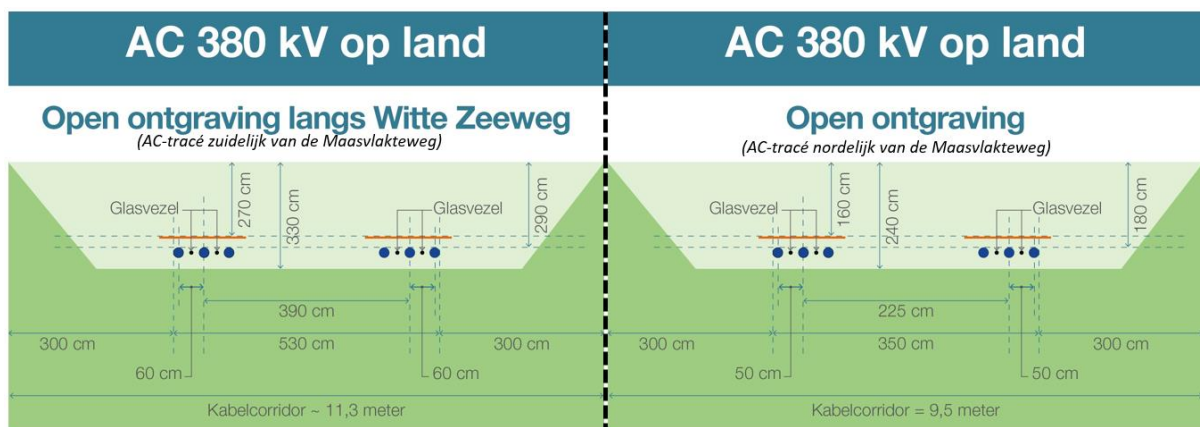 AC 380 kV op land
Open ontgraving langs Witte Zeeweg
(AC-tracé zuidelijk van de Maasvlakteweg)
270 cm
330 cm
290 cm
Glasvezel
Glasvezel
390 cm
300 cm
530 cm
300 cm
60 cm
60 cm
Kabelcorridor ~ 11,3 meter
AC 380 kV op land
Open ontgraving
(AC-tracé nordelijk van de Maasvlakteweg)
160 cm
240 cm
180 cm
Glasvezel
Glasvezel
225 cm
300 cm
350 cm
300 cm
50 cm
50 cm
Kabelcorridor = 9,5 meter